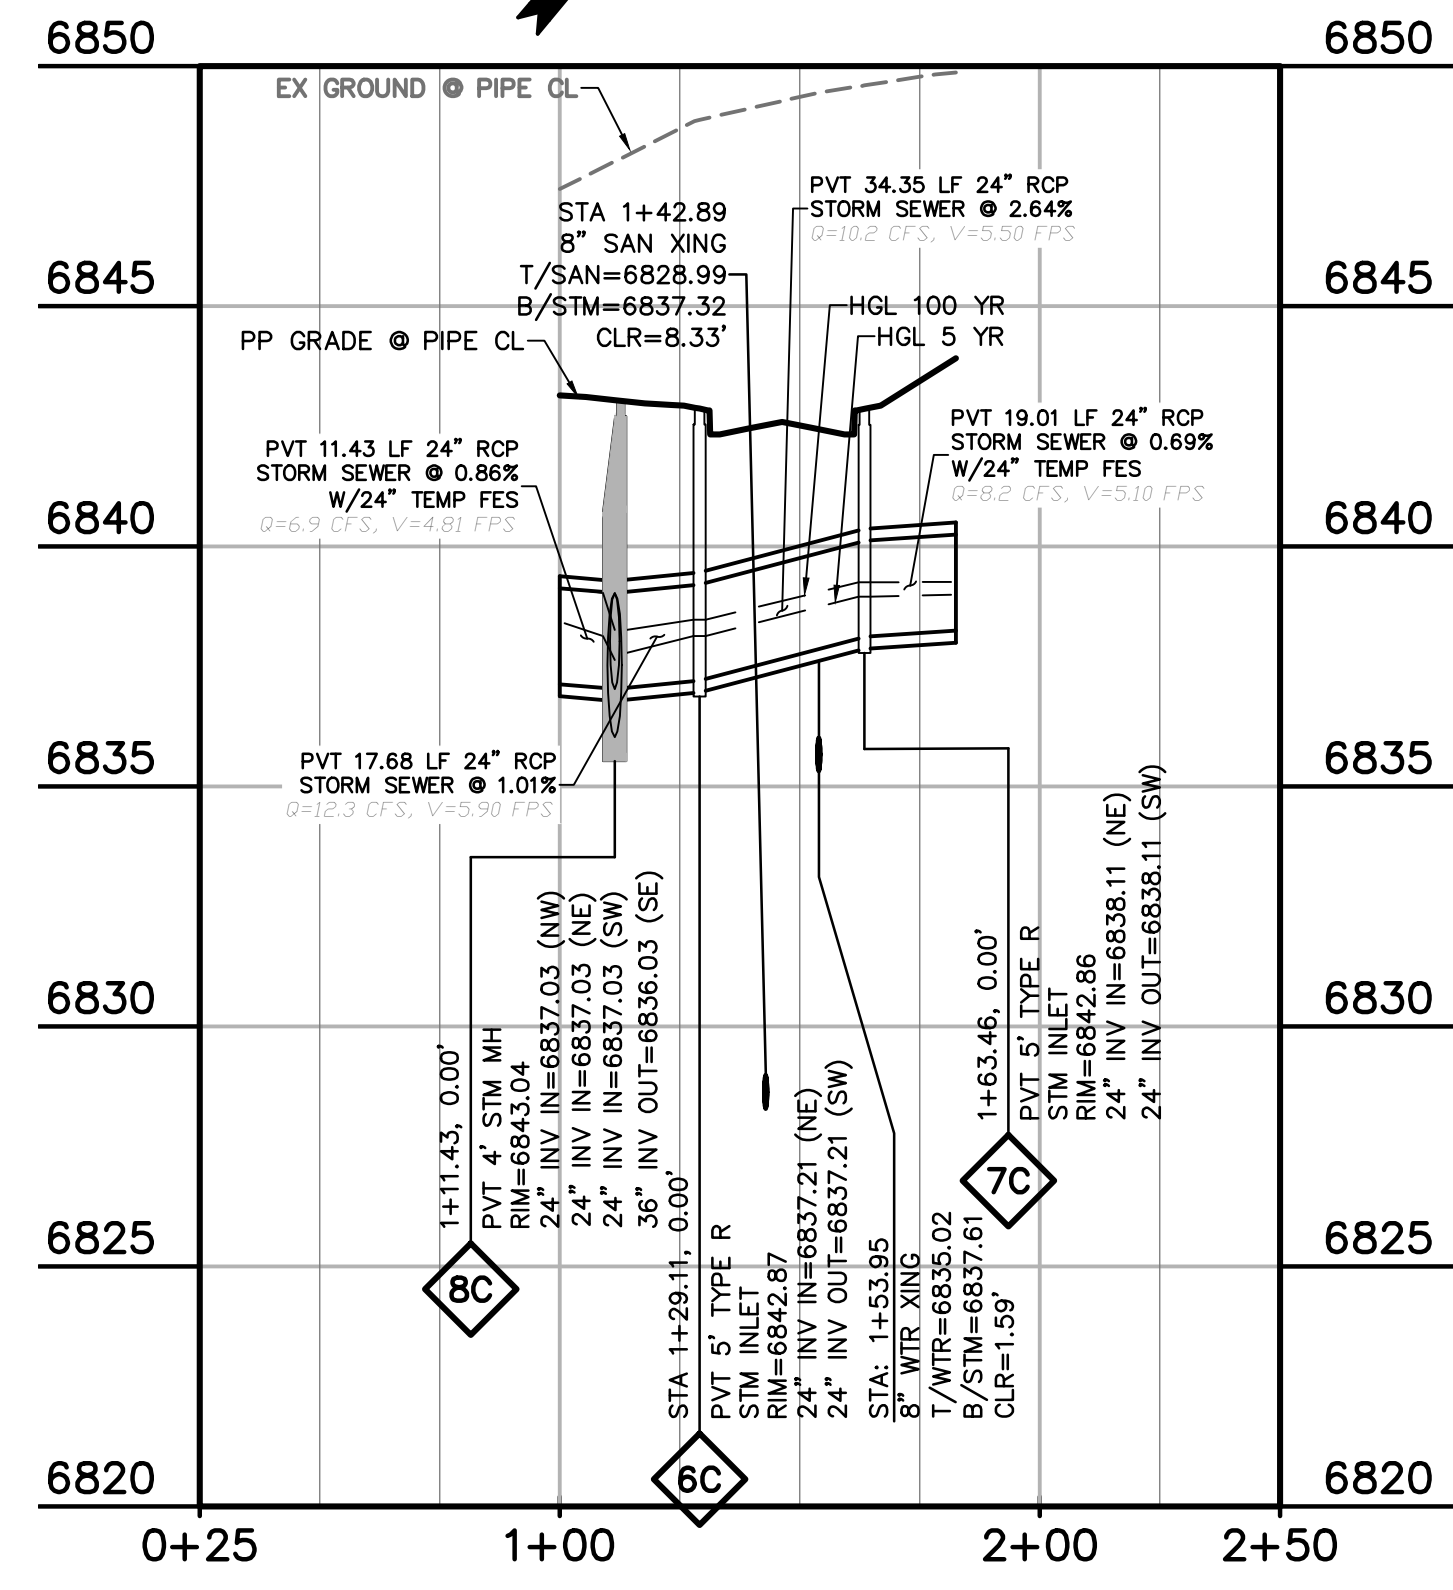 6850
6850
EX GROUND @ PIPE CL
PVT 34.35 LF 24" RCP
STORM SEWER @ 2.64%
Q=10.2 CFS, V=5.50 FPS
STA 1+42.89
8" SAN XING
T/SAN=6828.99
B/STM=6837.32
CLR=8.33'
6845
6845
HGL 100 YR
HGL 5 YR
PP GRADE @ PIPE CL
PVT 19.01 LF 24" RCP
STORM SEWER @ 0.69%
W/24" TEMP FES
Q=8.2 CFS, V=5.10 FPS
PVT 11.43 LF 24" RCP
STORM SEWER @ 0.86%
W/24" TEMP FES
Q=6.9 CFS, V=4.81 FPS
6840
6840
6835
6835
PVT 17.68 LF 24" RCP
STORM SEWER @ 1.01%
Q=12.3 CFS, V=5.90 FPS
6830
6830
1+11.43, 0.00'
PVT 4' STM MH
RIM=6843.04
24" INV IN=6837.03 (NW)
24" INV IN=6837.03 (NE)
24" INV IN=6837.03 (SW)
36" INV OUT=6836.03 (SE)
8C
STA 1+29.11, 0.00'
PVT 5' TYPE R
STM INLET
RIM=6842.87
24" INV IN=6837.21 (NE)
24" INV OUT=6837.21 (SW)
6C
STA: 1+53.95
8" WTR XING
T/WTR=6835.02
B/STM=6837.61
CLR=1.59'
1+63.46, 0.00'
PVT 5' TYPE R
STM INLET
RIM=6842.86
24" INV IN=6838.11 (NE)
24" INV OUT=6838.11 (SW)
7C
6825
6825
6820
6820
0+25
1+00
2+00
2+50